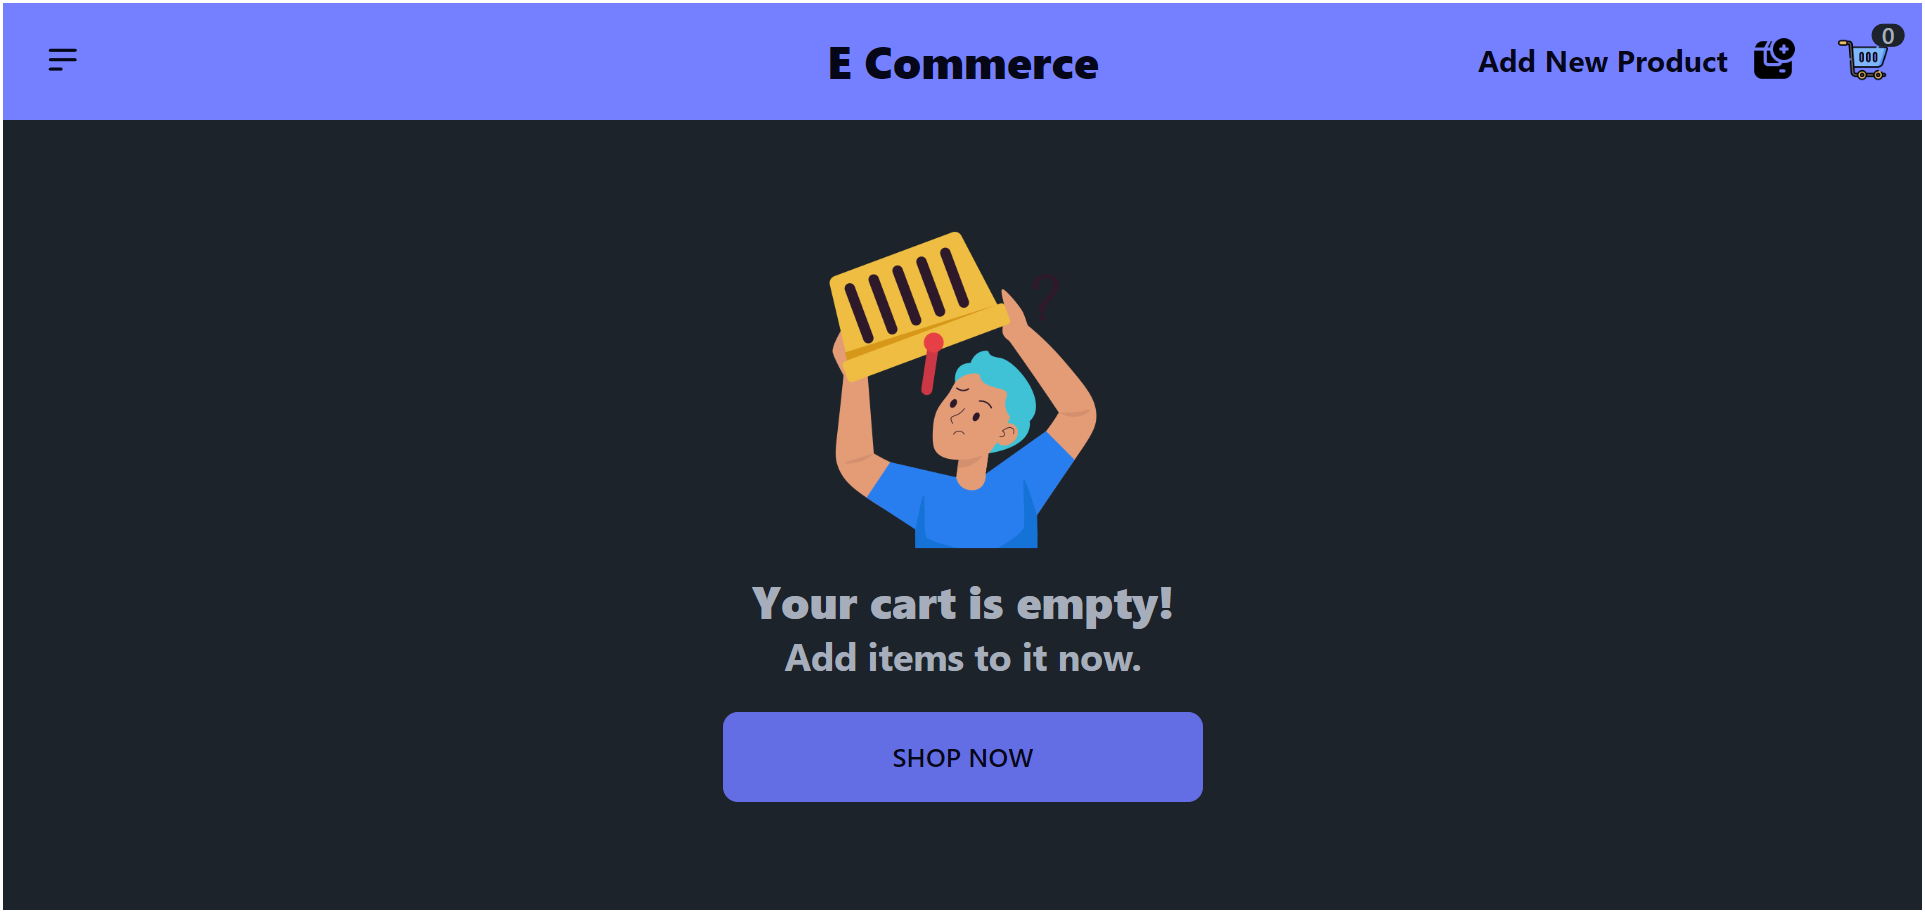 E Commerce
Add New Product
0
?
Your cart is empty!
Add items to it now.
SHOP NOW